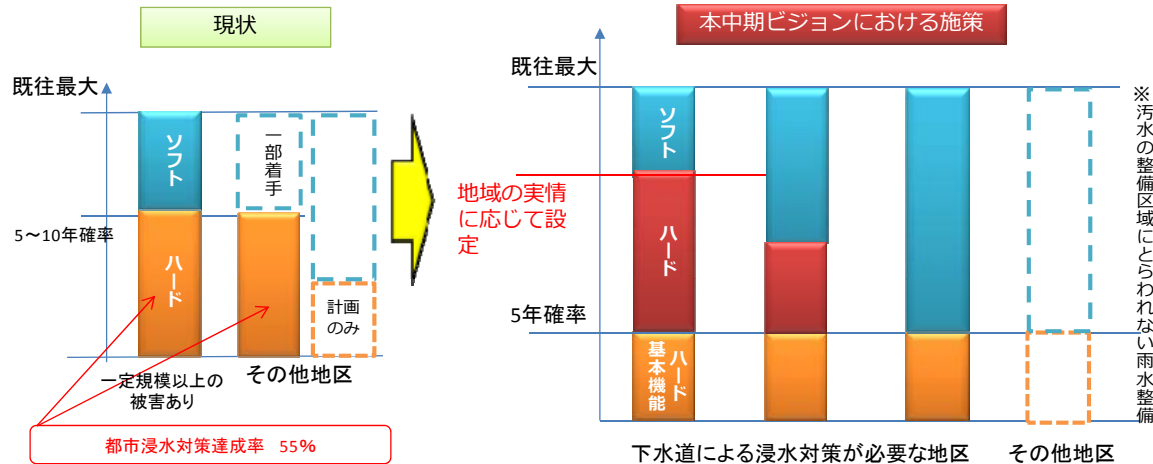 現状
既往最大
ソフト
ハード
5～10年確率
一部着手
計画
のみ
一定規模以上の
被害あり
その他地区
都市浸水対策達成率 55%
本中期ビジョンにおける施策
既往最大
地域の実情
に応じて設
定
5年確率
ソフト
ハード
ハード
基本機能
下水道による浸水対策が必要な地区
その他地区
※汚水の整備区域にとらわれない雨水整備